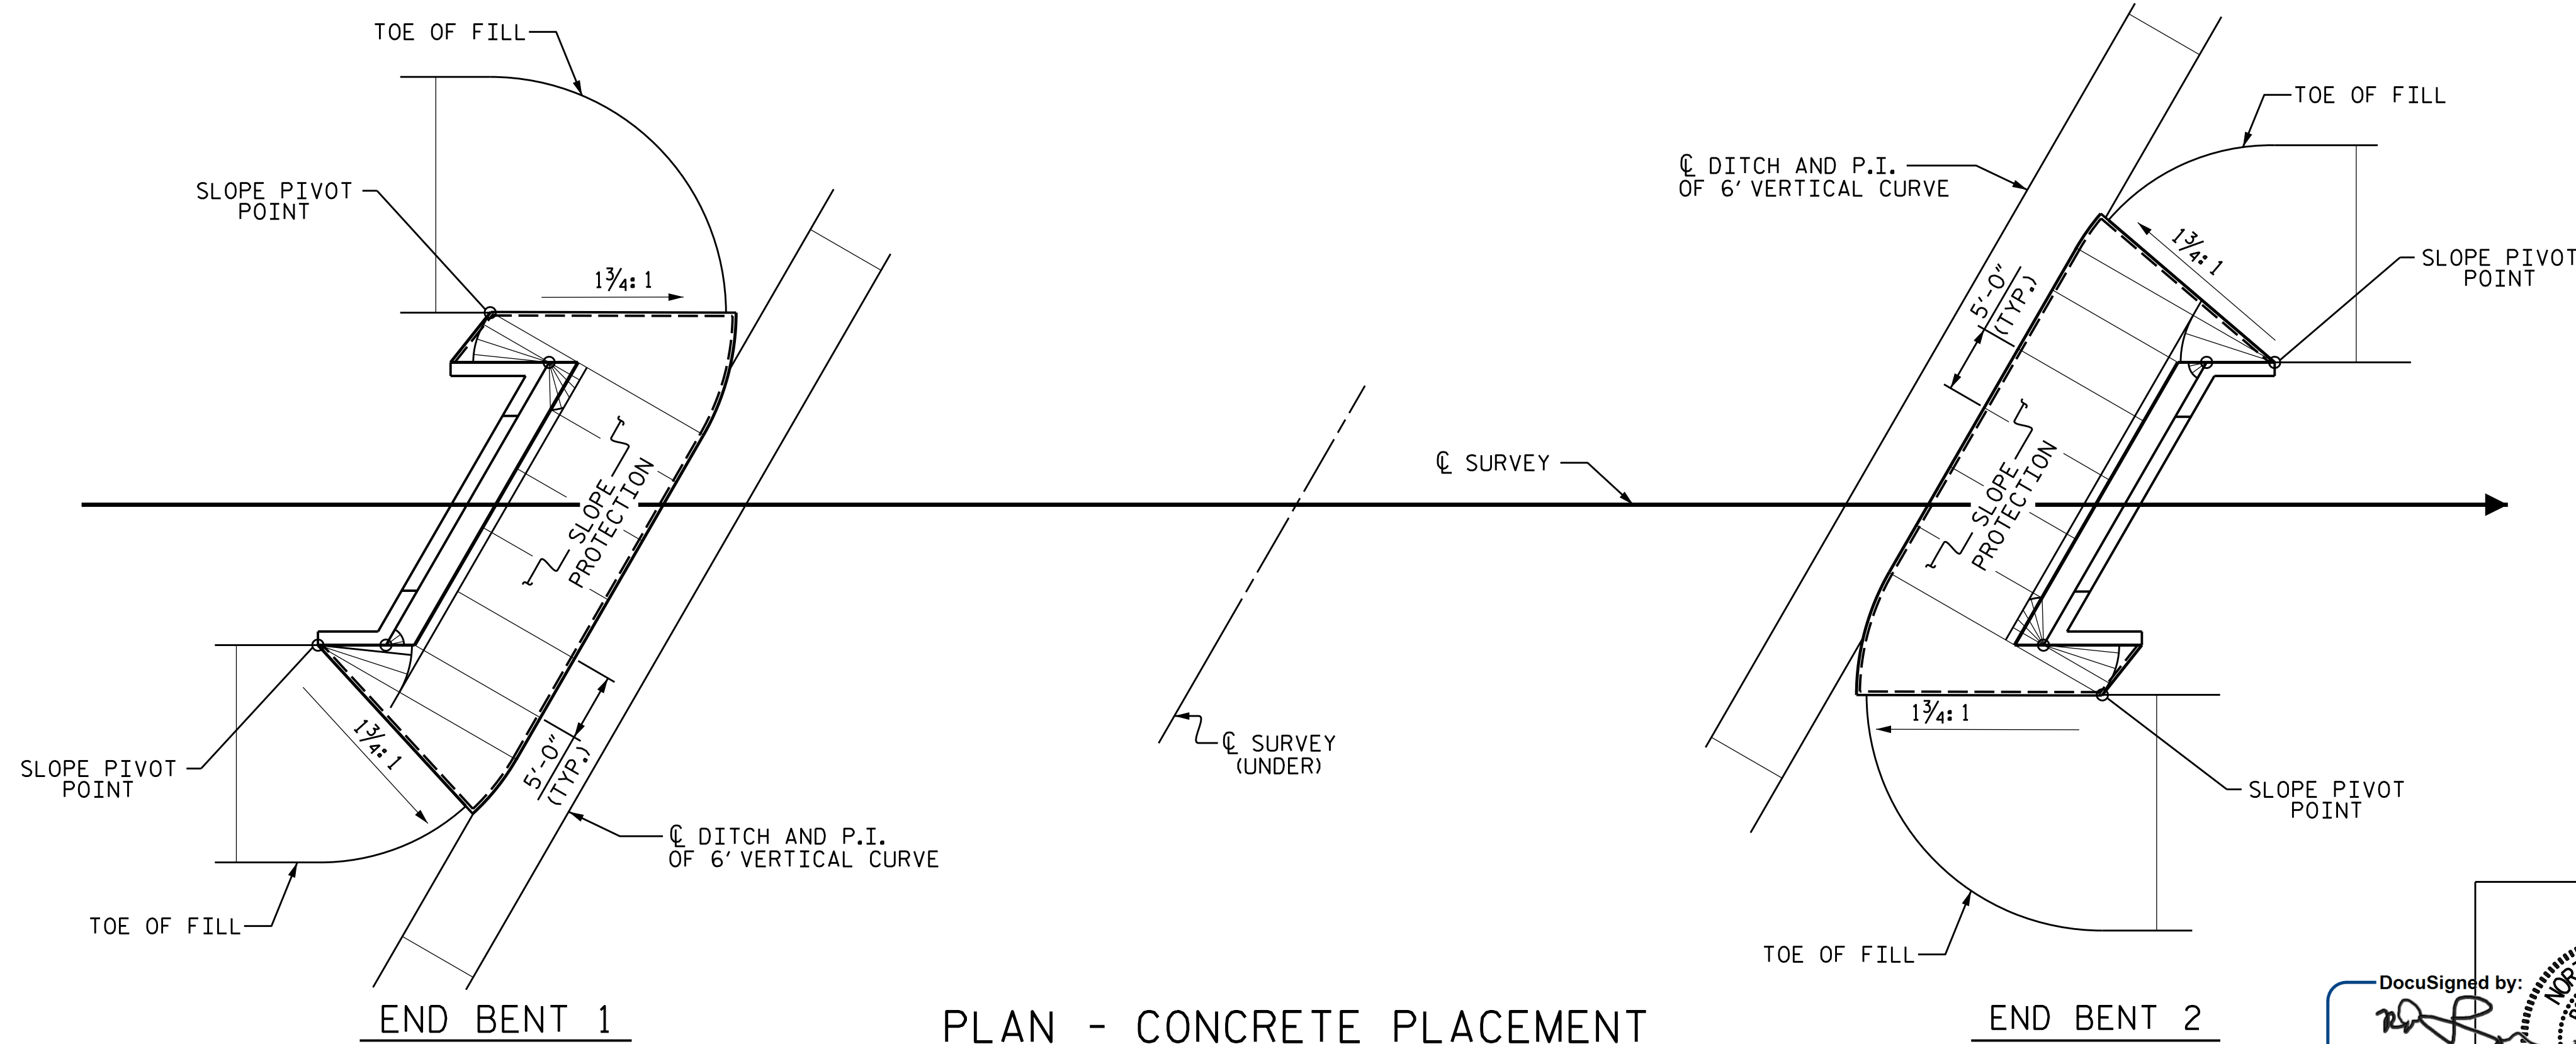 TOE OF FILL
SLOPE PIVOT
POINT
1¾:1
SLOPE
PROTECTION
SLOPE PIVOT
POINT
1¾:1
5'-0"
(TYP.)
℄ DITCH AND P.I.
OF 6' VERTICAL CURVE
TOE OF FILL
END BENT 1
℄ SURVEY
℄ SURVEY
(UNDER)
PLAN - CONCRETE PLACEMENT
℄ DITCH AND P.I.
OF 6' VERTICAL CURVE
TOE OF FILL
1¾:1
SLOPE PIVOT
POINT
5'-0"
(TYP.)
SLOPE
PROTECTION
1¾:1
SLOPE PIVOT
POINT
TOE OF FILL
END BENT 2
DocuSigned by: